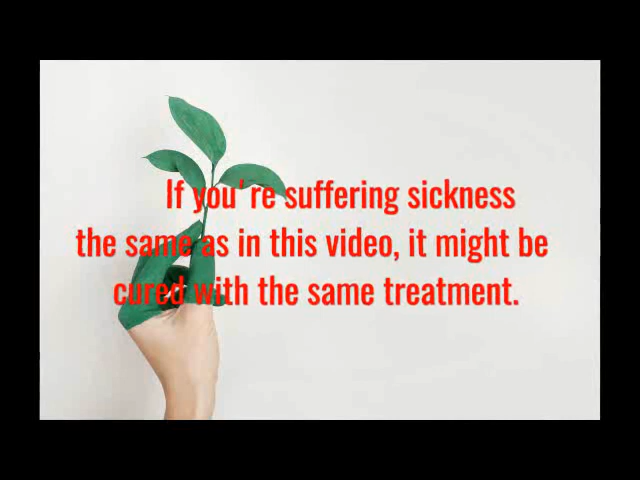 If you're suffering sickness
the same as in this video, it might be
cured with the same treatment.